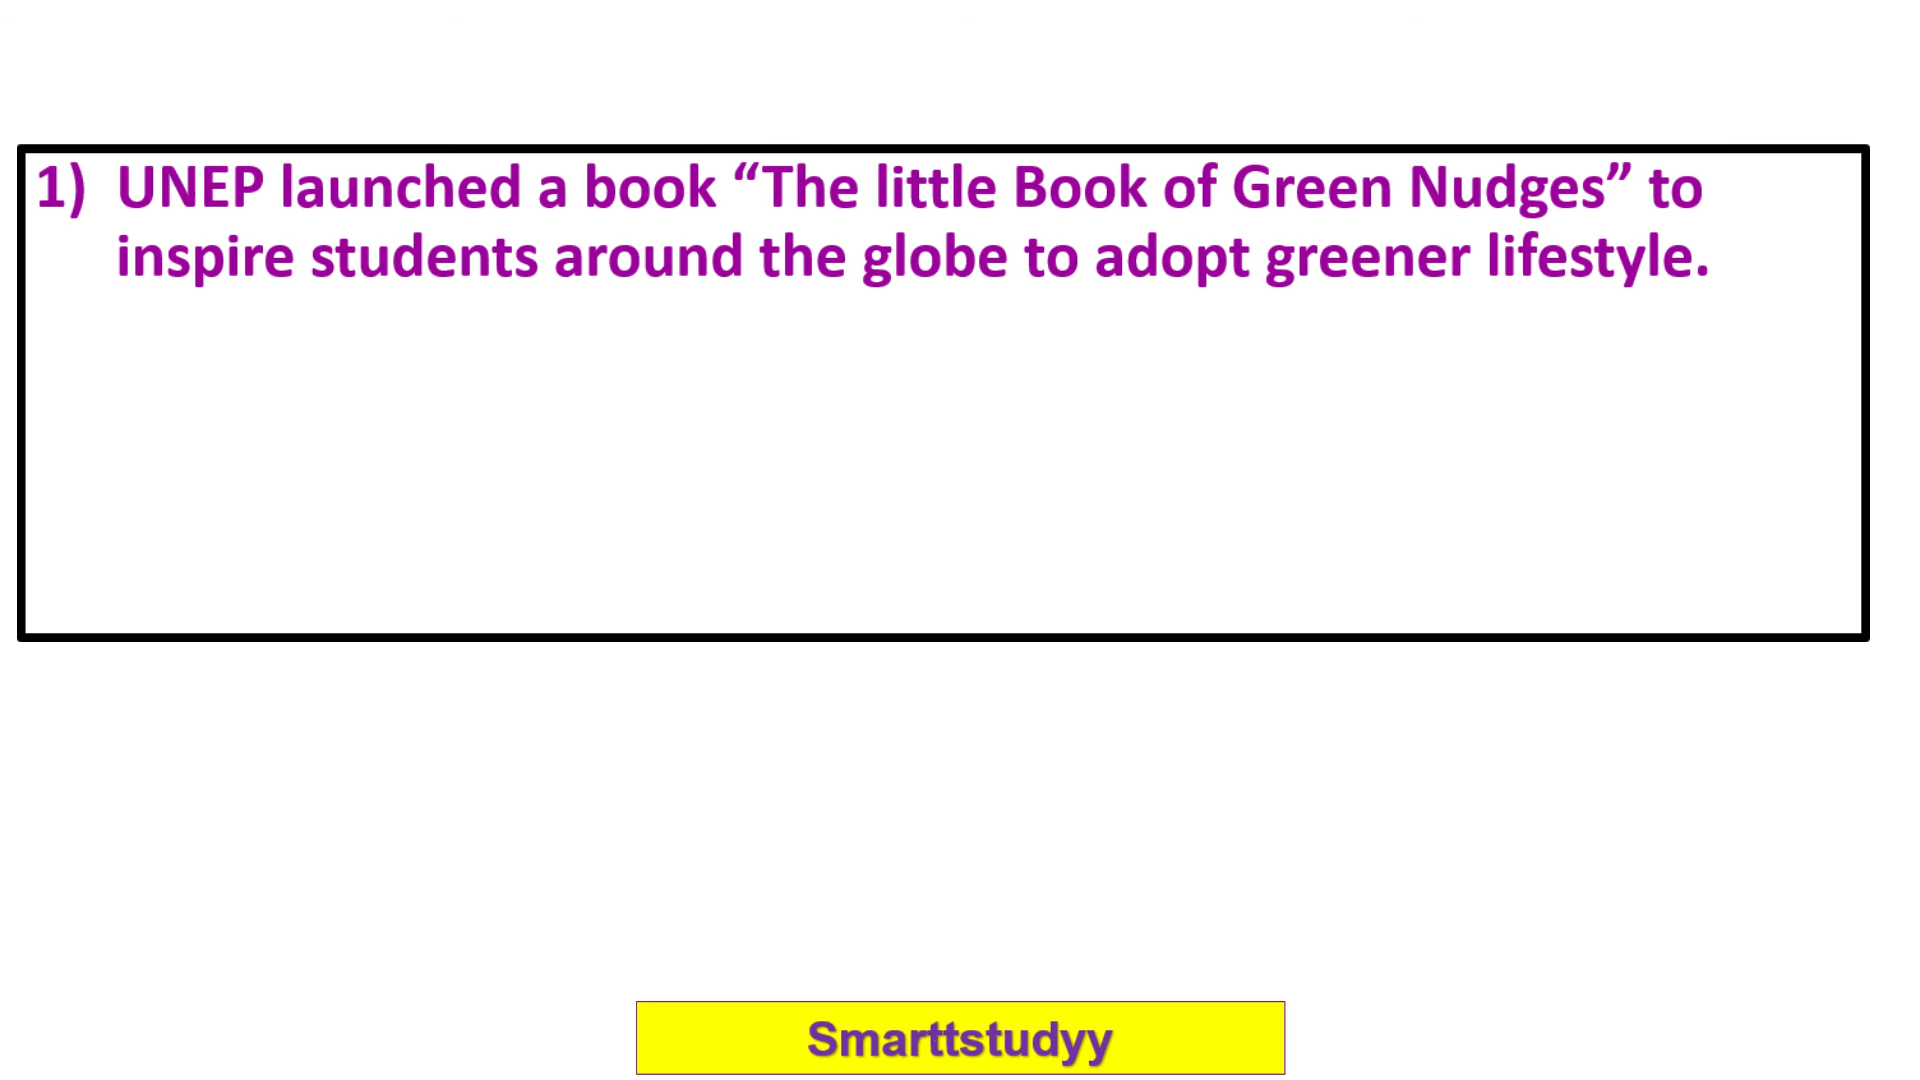 1) UNEP launched a book “The little Book of Green Nudges” to
inspire students around the globe to adopt greener lifestyle.
Smarttstudyy